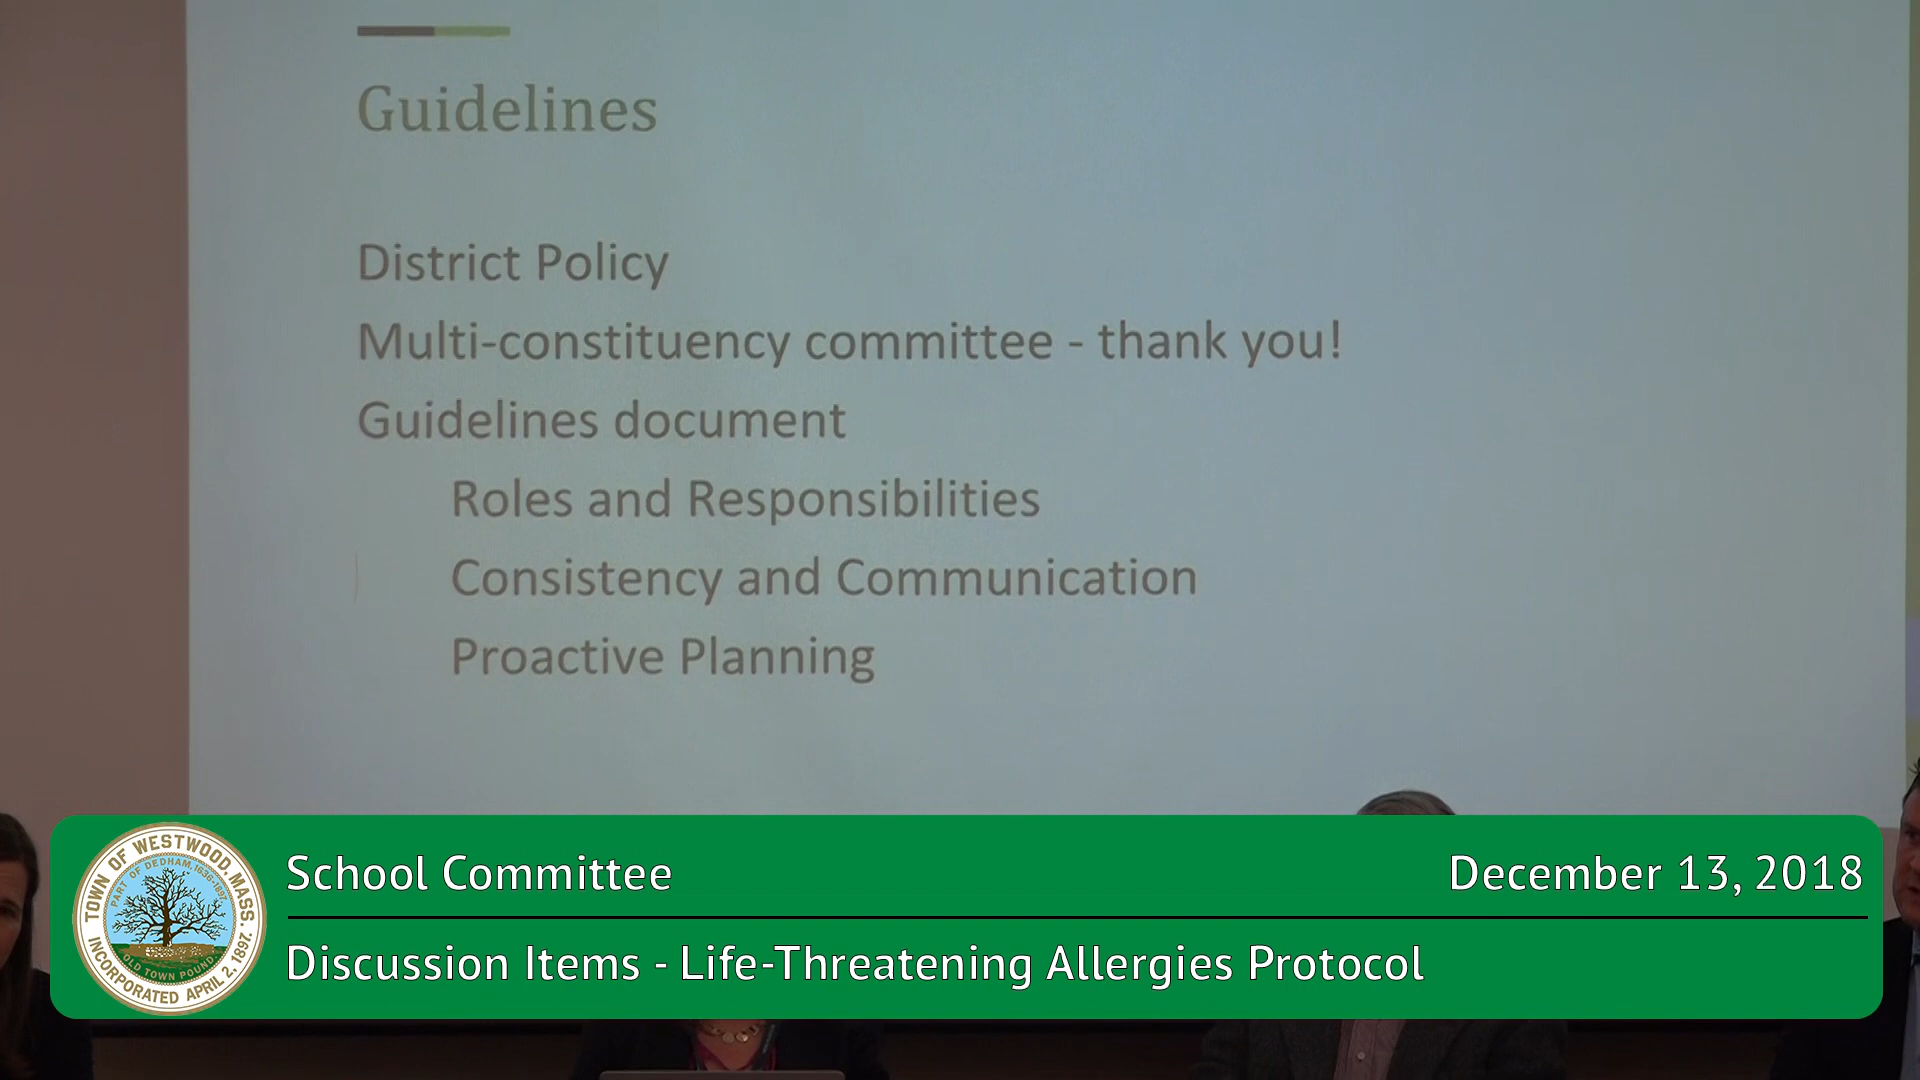 Guidelines
District Policy
Multi-constituency committee - thank you!
Guidelines document
Roles and Responsibilities
Consistency and Communication
Proactive Planning
School Committee
December 13, 2018
Discussion Items - Life-Threatening Allergies Protocol
TOWN OF WESTWOOD, MASS.
PART OF DEDHAM, 1636-1897
OLD TOWN POUND
INCORPORATED APRIL 2, 1897.